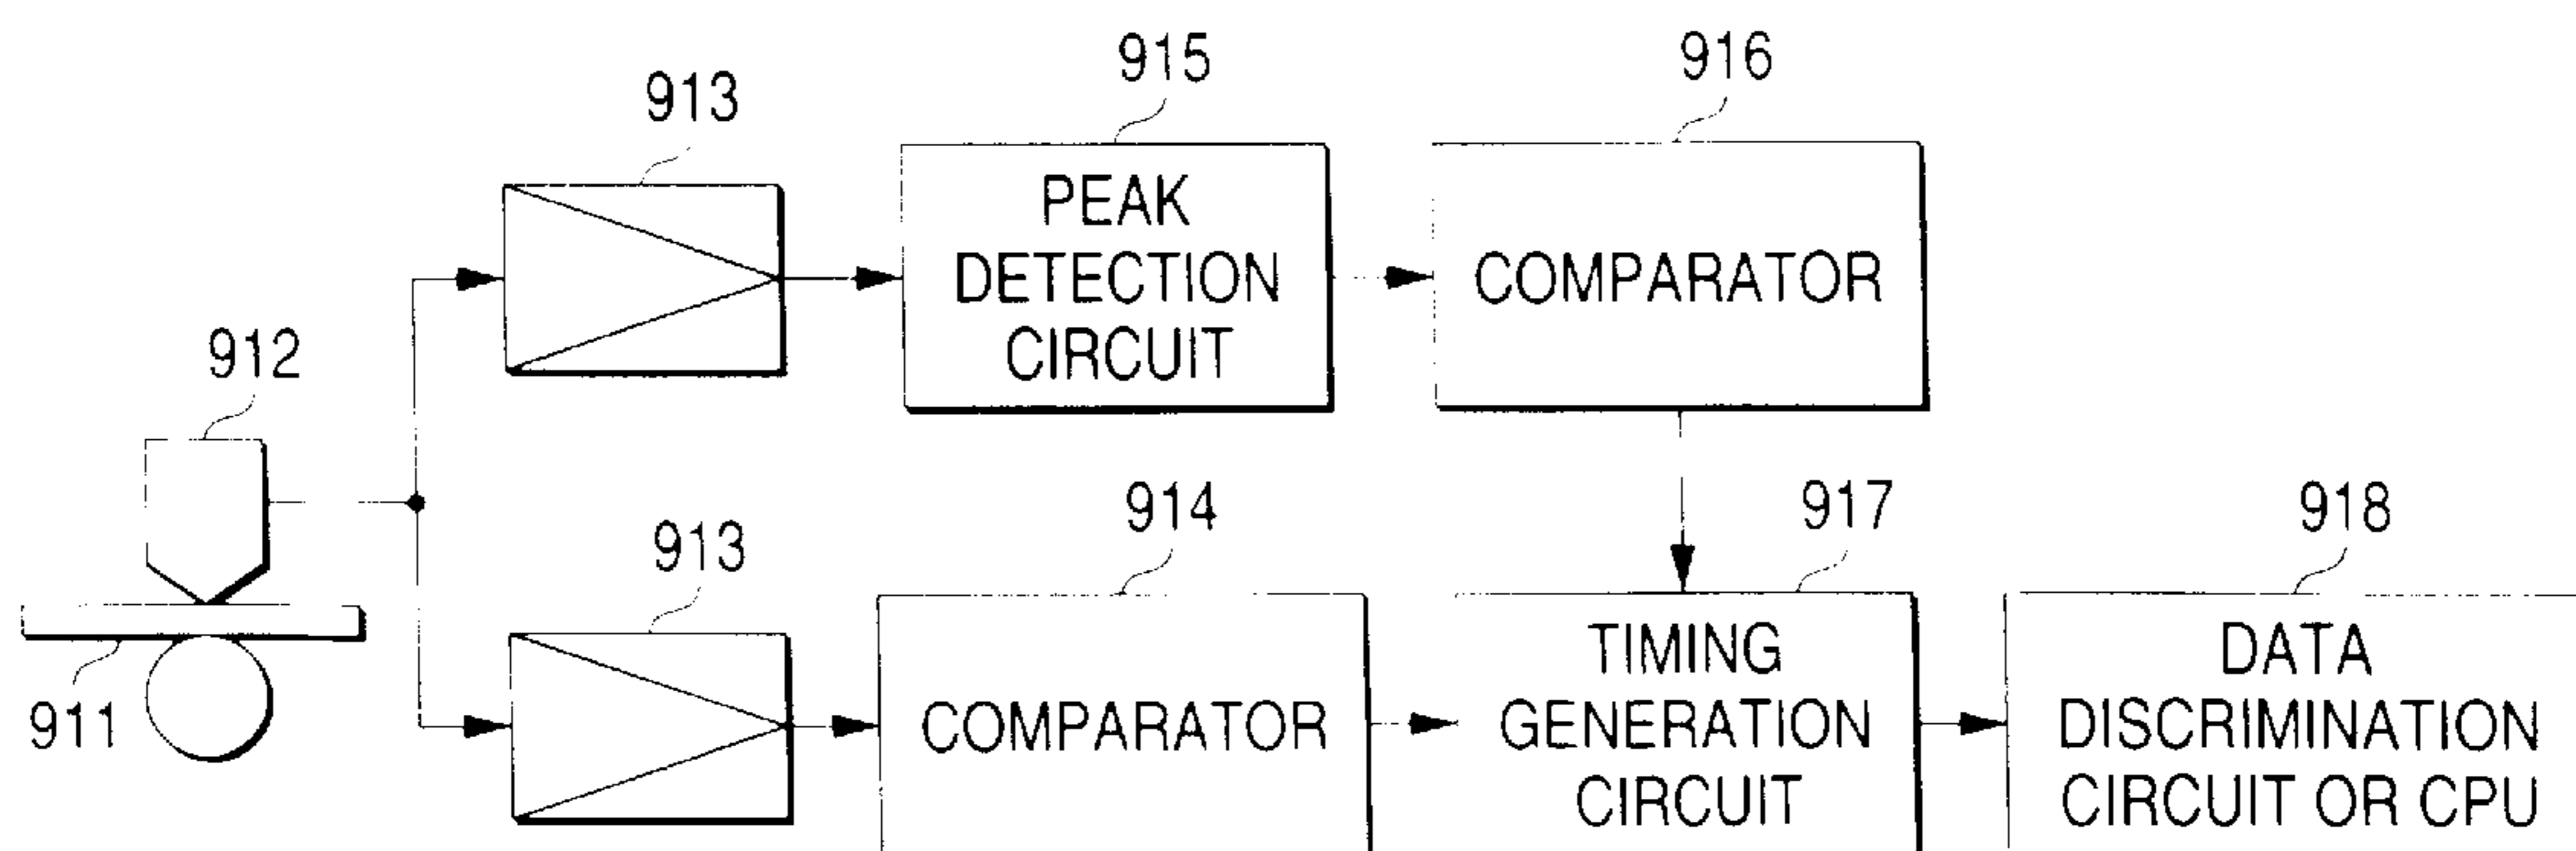 915
916
913
PEAK
DETECTION
CIRCUIT
COMPARATOR
912
914
917
918
913
911
COMPARATOR
TIMING
GENERATION
CIRCUIT
DATA
DISCRIMINATION
CIRCUIT OR CPU